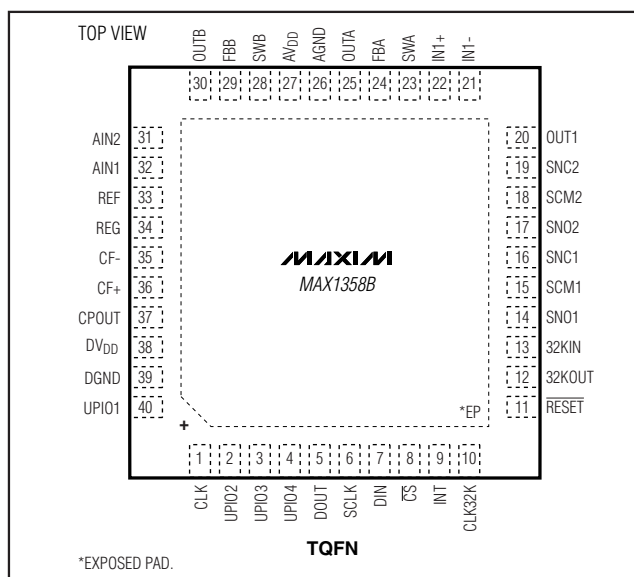 TOP VIEW
OUTB FBB SWB AVDD AGND OUTA FBA SWA IN1+ IN1-
30 29 28 27 26 25 24 23 22 21
AIN2 31
AIN1 32
REF 33
REG 34
CF- 35
CF+ 36
CPOUT 37
DVDD 38
DGND 39
UPIO1 40
MAXIM
MAX1358B
20 OUT1
19 SNC2
18 SCM2
17 SNO2
16 SNC1
15 SCM1
14 SNO1
13 32KIN
12 32KOUT
11 RESET
*EP
+
1 2 3 4 5 6 7 8 9 10
CLK UPIO2 UPIO3 UPIO4 DOUT SCLK DIN CS INT CLK32K
TQFN
*EXPOSED PAD.